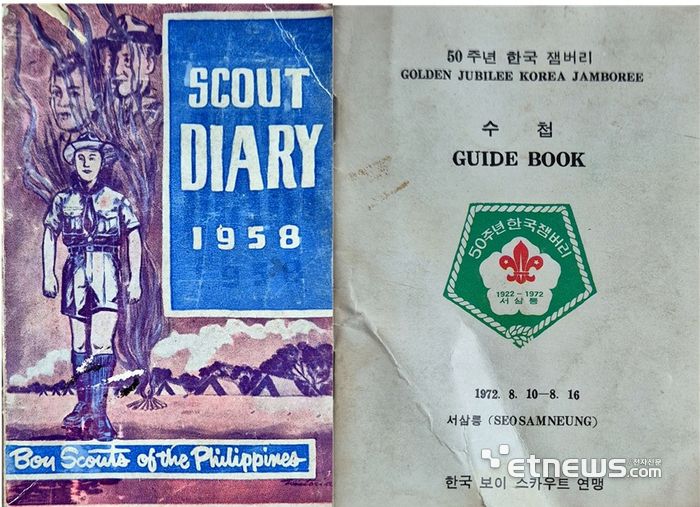 SCOUT
DIARY
1958
Boy Scouts of the Philippines
50주년 한국 잼버리
GOLDEN JUBILEE KOREA JAMBOREE
수 첩
GUIDE BOOK
50주년한국잼버리
1922-1972
서삼릉
1972. 8. 10—8. 16
서삼릉 (SEOSAMNEUNG)
etnews.com
전자신문
한국 보이 스카우트 연맹